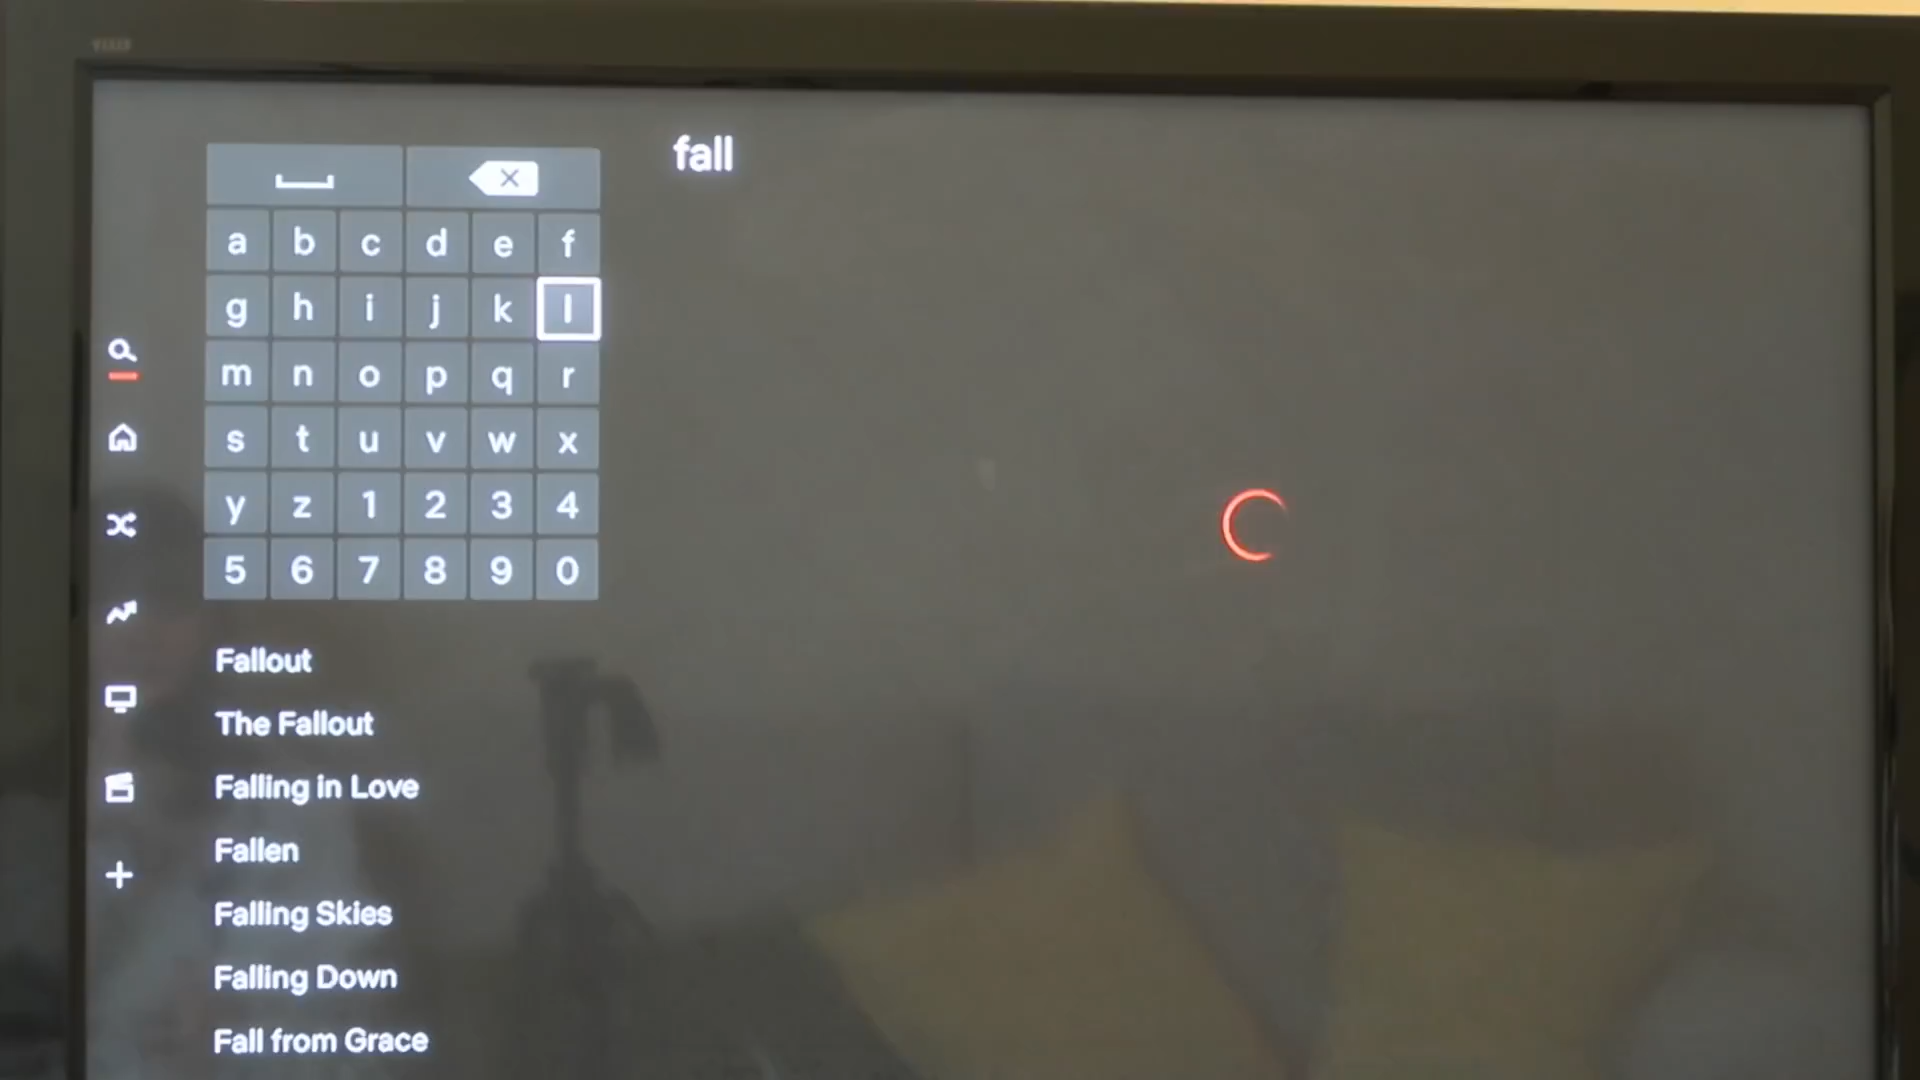 fall
a b c d e f
g h i j k l
m n o p q r
s t u v w x
y z 1 2 3 4
5 6 7 8 9 0
Fallout
The Fallout
Falling in Love
Fallen
Falling Skies
Falling Down
Fall from Grace